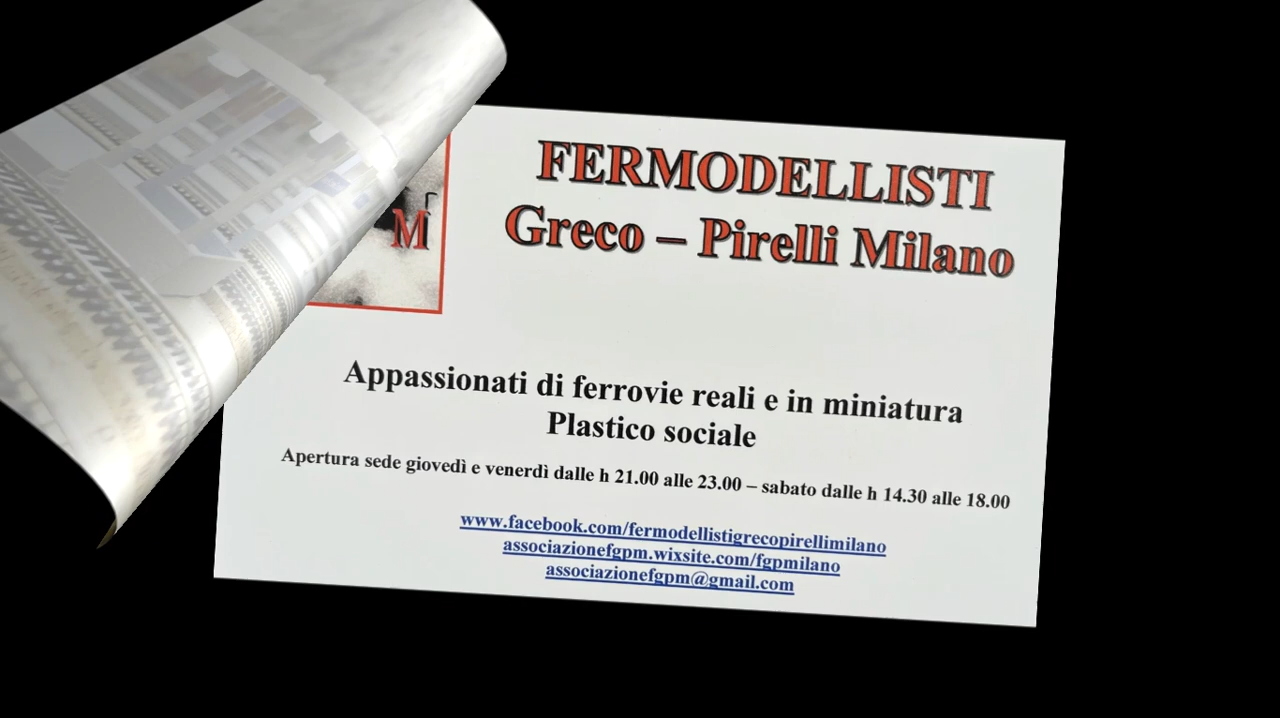 FERMODELLISTI
Greco – Pirelli Milano
M
Appassionati di ferrovie reali e in miniatura
Plastico sociale
Apertura sede giovedì e venerdì dalle h 21.00 alle 23.00 – sabato dalle h 14.30 alle 18.00
www.facebook.com/fermodellistigrecopirellimilano
associazionefgpm.wixsite.com/fgpmilano
associazionefgpm@gmail.com